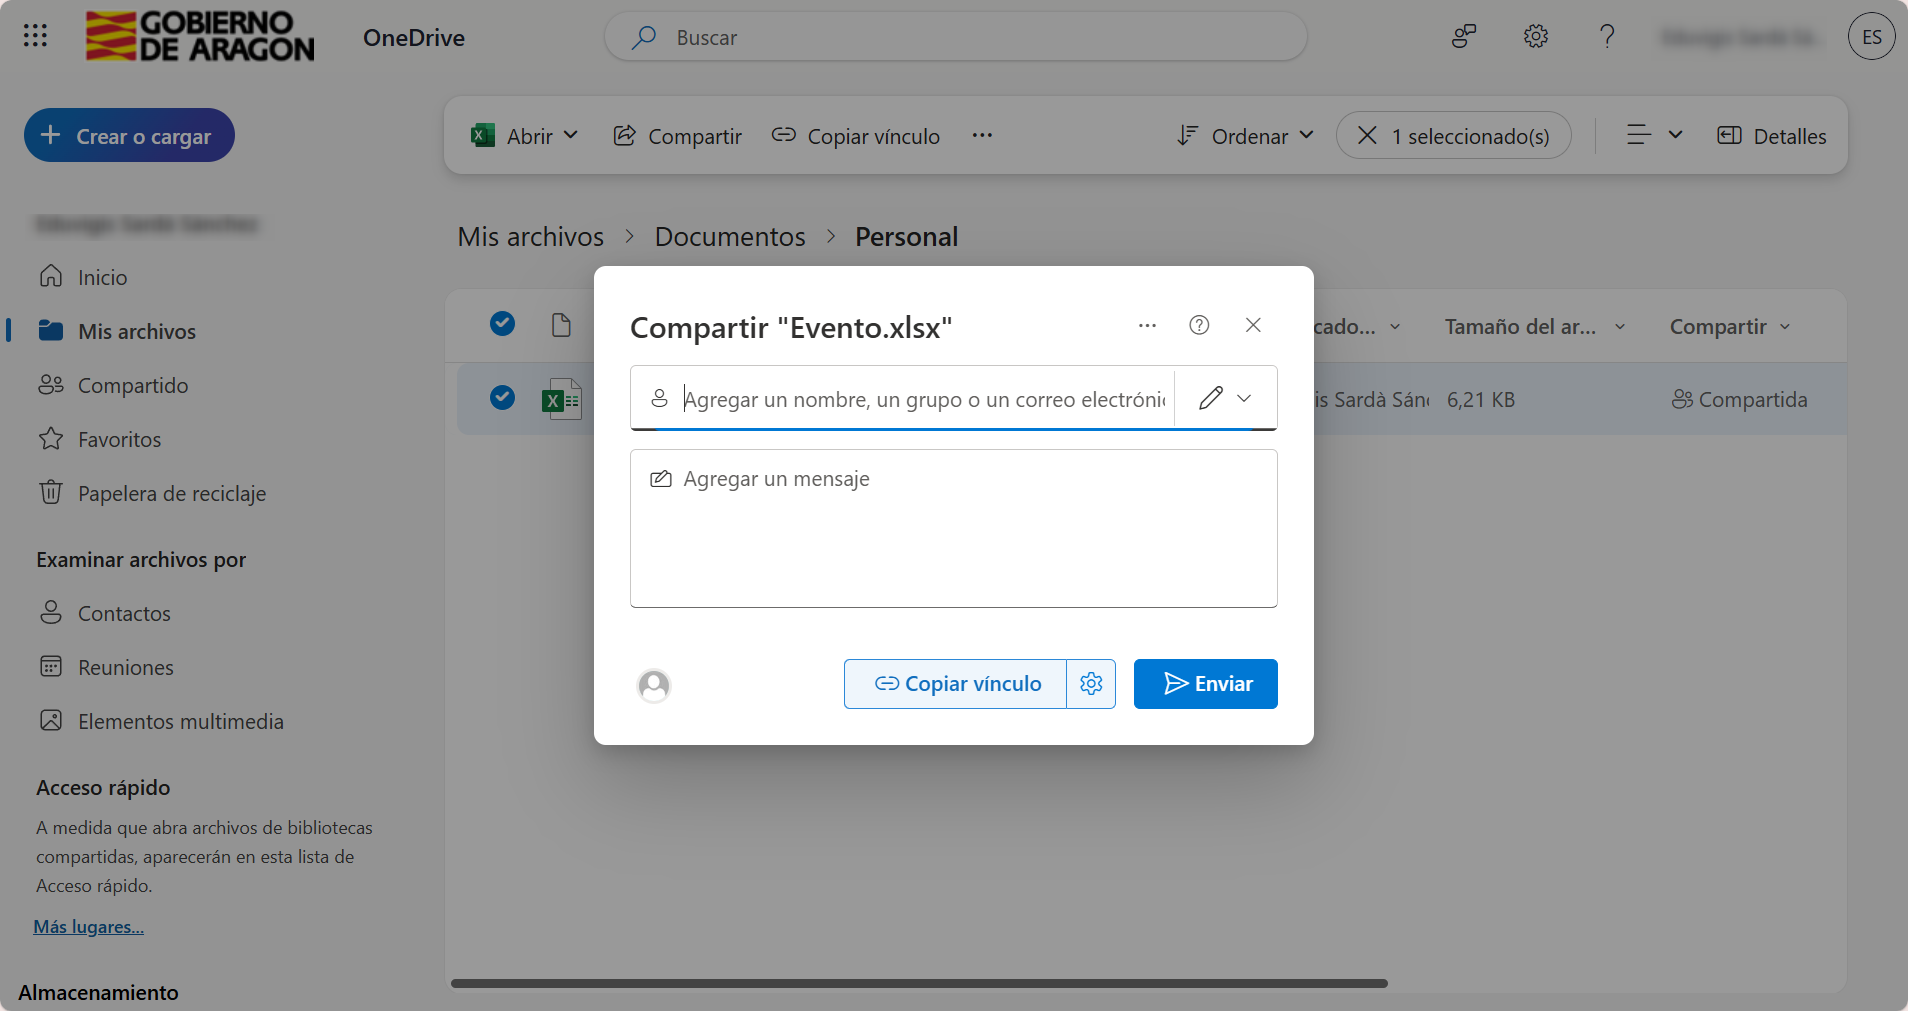 GOBIERNO
DE ARAGON
OneDrive
Buscar
ES
Crear o cargar
Abrir
Compartir
Copiar vínculo
Ordenar
1 seleccionado(s)
Detalles
Inicio
Mis archivos
Compartido
Favoritos
Papelera de reciclaje
Examinar archivos por
Contactos
Reuniones
Elementos multimedia
Acceso rápido
A medida que abra archivos de bibliotecas
compartidas, aparecerán en esta lista de
Acceso rápido.
Más lugares...
Almacenamiento
Mis archivos > Documentos > Personal
cado...
Tamaño del ar...
Compartir
is Sardà Sán
6,21 KB
Compartida
Compartir "Evento.xlsx"
Agregar un nombre, un grupo o un correo electróni
Agregar un mensaje
Copiar vínculo
Enviar